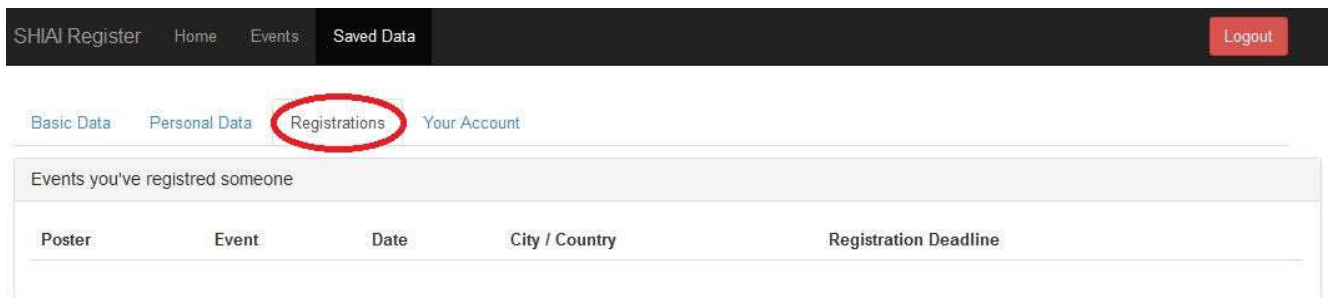 SHIAI Register Home Events Saved Data Logout
Basic Data Personal Data Registrations Your Account
Events you've registred someone
Poster Event Date City / Country Registration Deadline